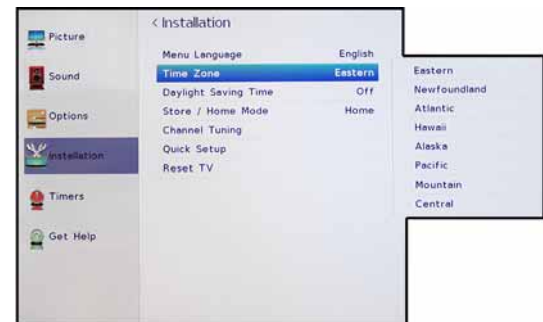 Picture
Sound
Options
Installation
Timers
Get Help
< Installation
Menu Language English
Time Zone Eastern
Daylight Saving Time Off
Store / Home Mode Home
Channel Tuning
Quick Setup
Reset TV
Eastern
Newfoundland
Atlantic
Hawaii
Alaska
Pacific
Mountain
Central